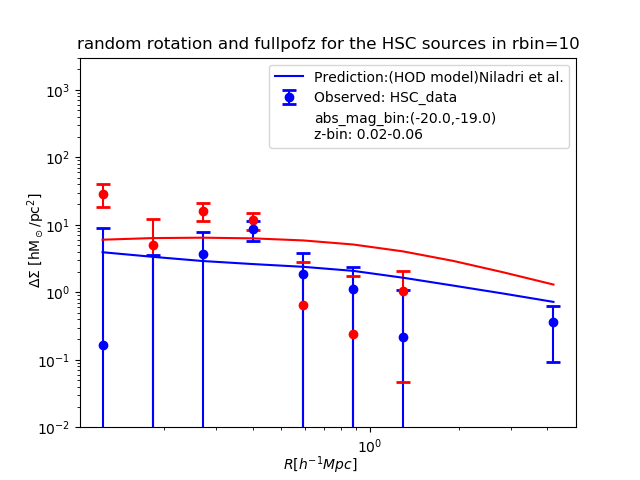 random rotation and fullpofz for the HSC sources in rbin=10
Prediction:(HOD model)Niladri et al.
Observed: HSC_data
abs_mag_bin:(-20.0,-19.0)
z-bin: 0.02-0.06
10³
10²
10¹
10⁰
10⁻¹
10⁻²
ΔΣ [hM⊙/pc²]
10⁰
R[h⁻¹Mpc]